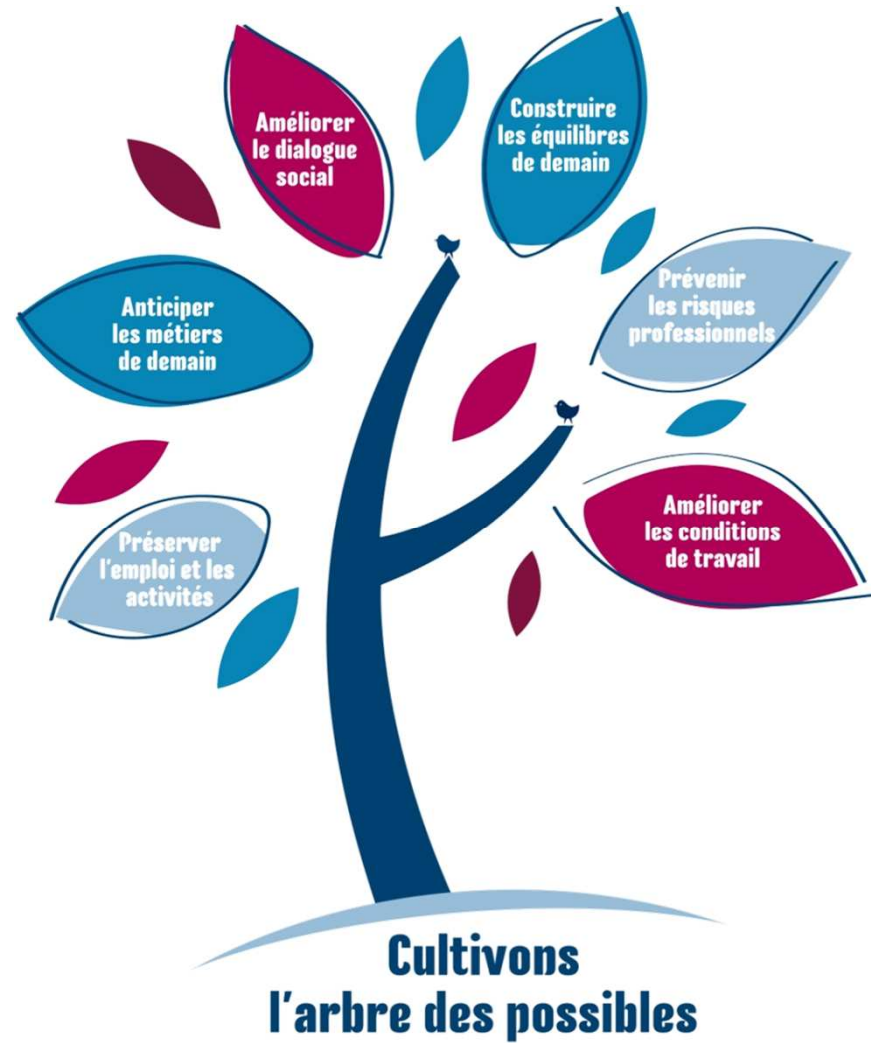 Améliorer
le dialogue
social
Construire
les équilibres
de demain
Anticiper
les métiers
de demain
Prévenir
les risques
professionnels
Préserver
l'emploi et les
activités
Améliorer
les conditions
de travail
Cultivons
l'arbre des possibles